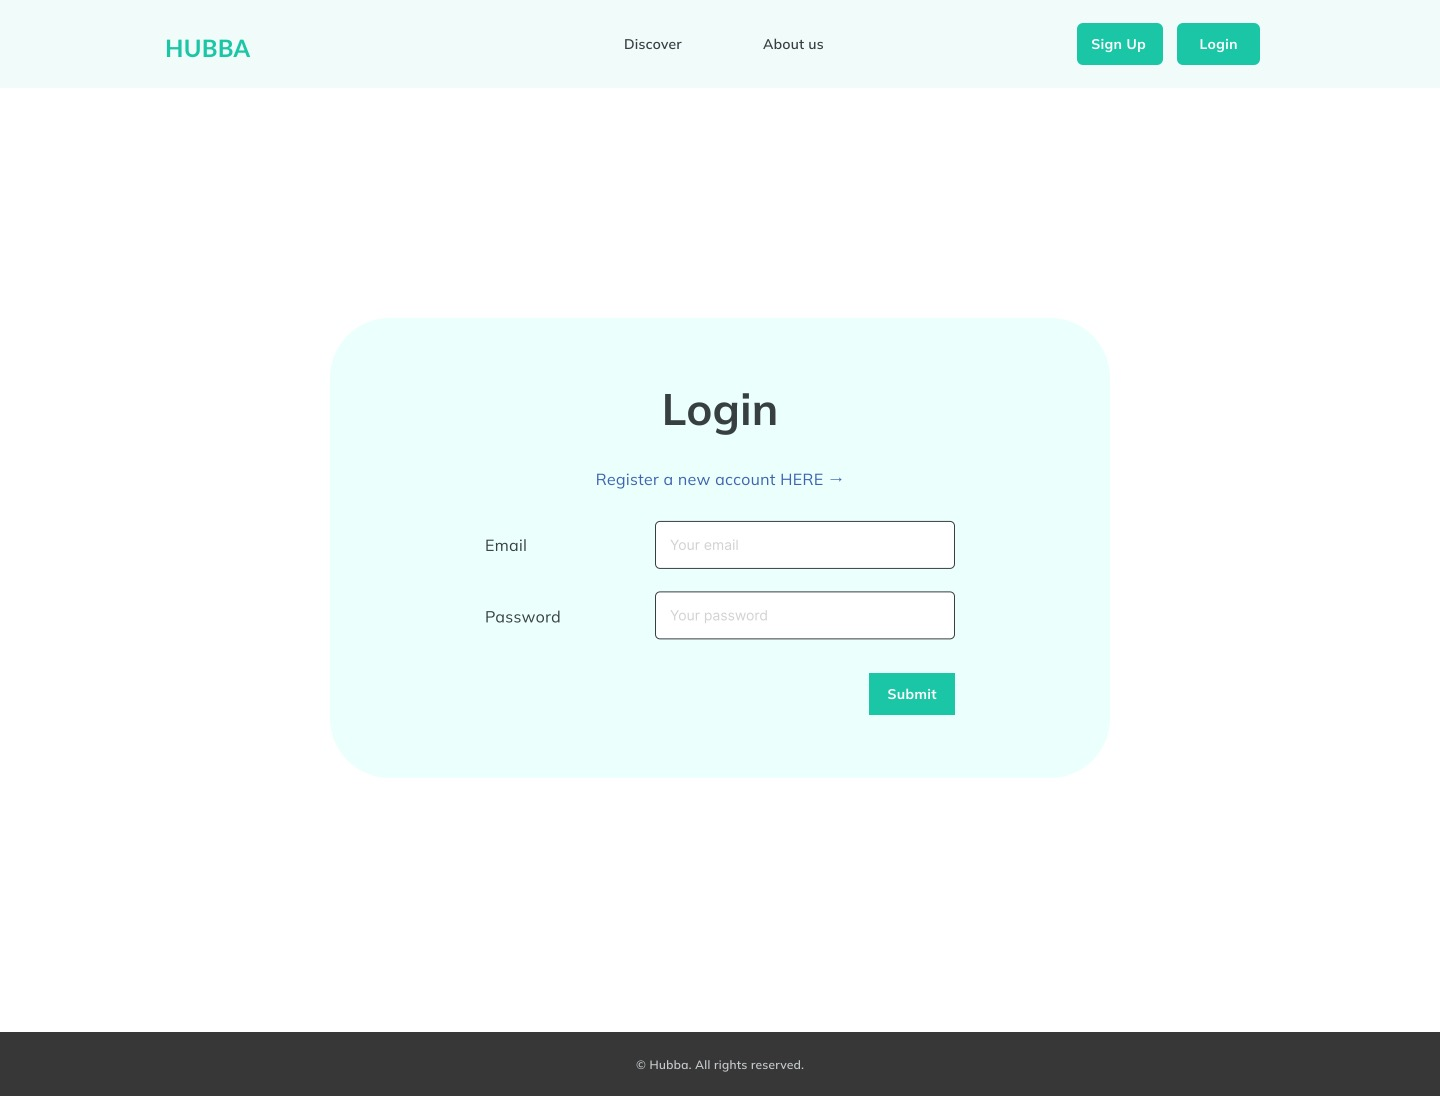 HUBBA
Discover
About us
Sign Up
Login
Login
Register a new account HERE →
Email
Your email
Password
Your password
Submit
© Hubba. All rights reserved.